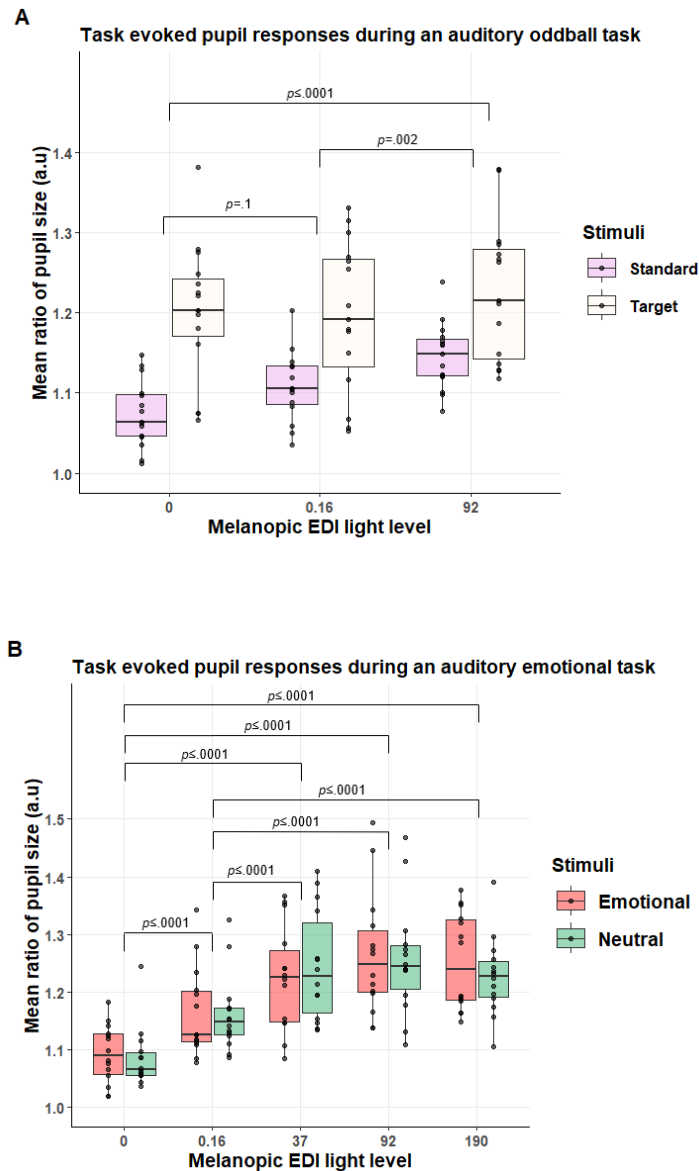 A
Task evoked pupil responses during an auditory oddball task
p≤.0001
p=.002
p=.1
1.4
1.3
1.2
1.1
1.0
Mean ratio of pupil size (a.u)
Stimuli
Standard
Target
0 0.16 92
Melanopic EDI light level
B
Task evoked pupil responses during an auditory emotional task
p≤.0001
p≤.0001
p≤.0001
p≤.0001
p≤.0001
p≤.0001
p≤.0001
1.5
1.4
1.3
1.2
1.1
1.0
Mean ratio of pupil size (a.u)
Stimuli
Emotional
Neutral
0 0.16 37 92 190
Melanopic EDI light level